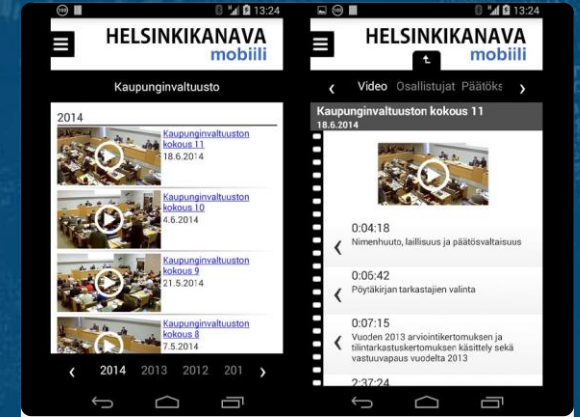 13:24
HELSINKIKANAVA
mobiili
Kaupunginvaltuusto
2014
Kaupunginvaltuuston
kokous 11
18.6.2014
Kaupunginvaltuuston
kokous 10
4.6.2014
Kaupunginvaltuuston
kokous 9
21.5.2014
Kaupunginvaltuuston
kokous 8
7.5.2014
2014 2013 2012 201
13:24
HELSINKIKANAVA
mobiili
Video Osallistujat Päätöks
Kaupunginvaltuuston kokous 11
18.6.2014
0:04:18
Nimenhuuto, laillisuus ja päätösvaltaisuus
0:06:42
Pöytäkirjan tarkastajien valinta
0:07:15
Vuoden 2013 arviointikertomuksen ja
tilintarkastuskertomuksen käsittely sekä
vastuuvapaus vuodelta 2013
2:37:24